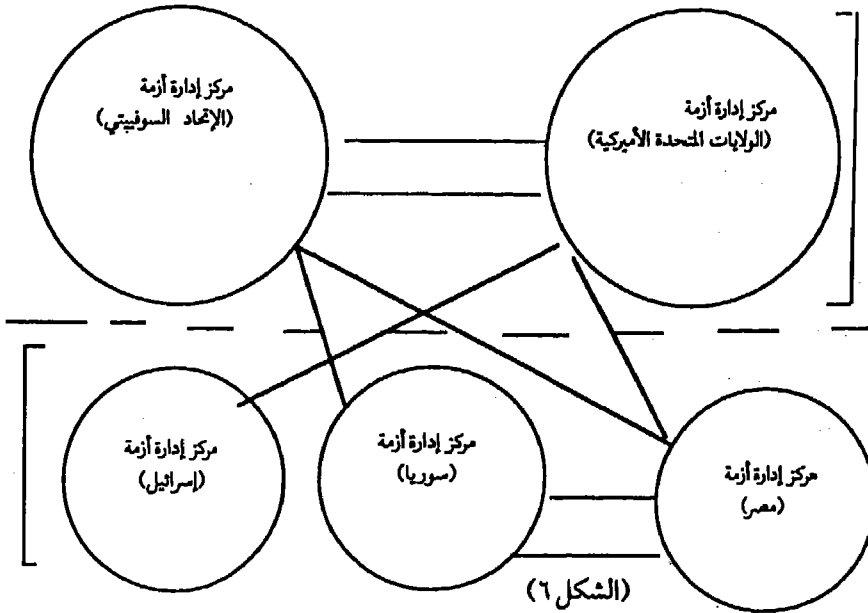 مركز إدارة أزمة
(الولايات المتحدة الأميركية)
مركز إدارة أزمة
(الإتحاد السوفييتي)
مركز إدارة أزمة
(مصر)
مركز إدارة أزمة
(سوريا)
مركز إدارة أزمة
(إسرائيل)
(الشكل ٦)